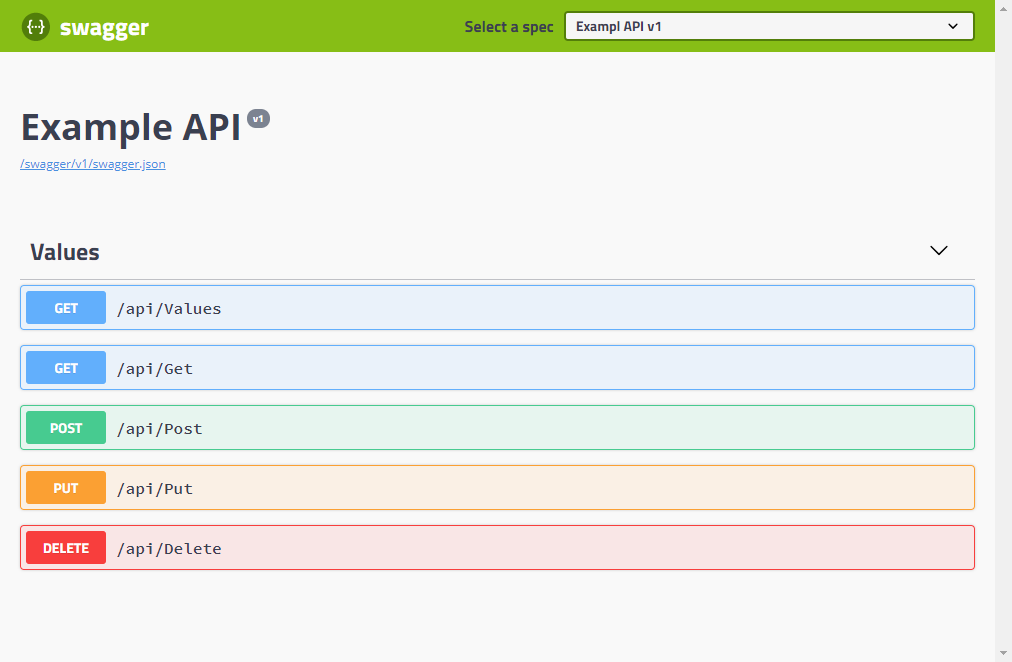 {··} swagger Select a spec Exampl API v1
Example API v1
/swagger/v1/swagger.json
Values
GET /api/Values
GET /api/Get
POST /api/Post
PUT /api/Put
DELETE /api/Delete